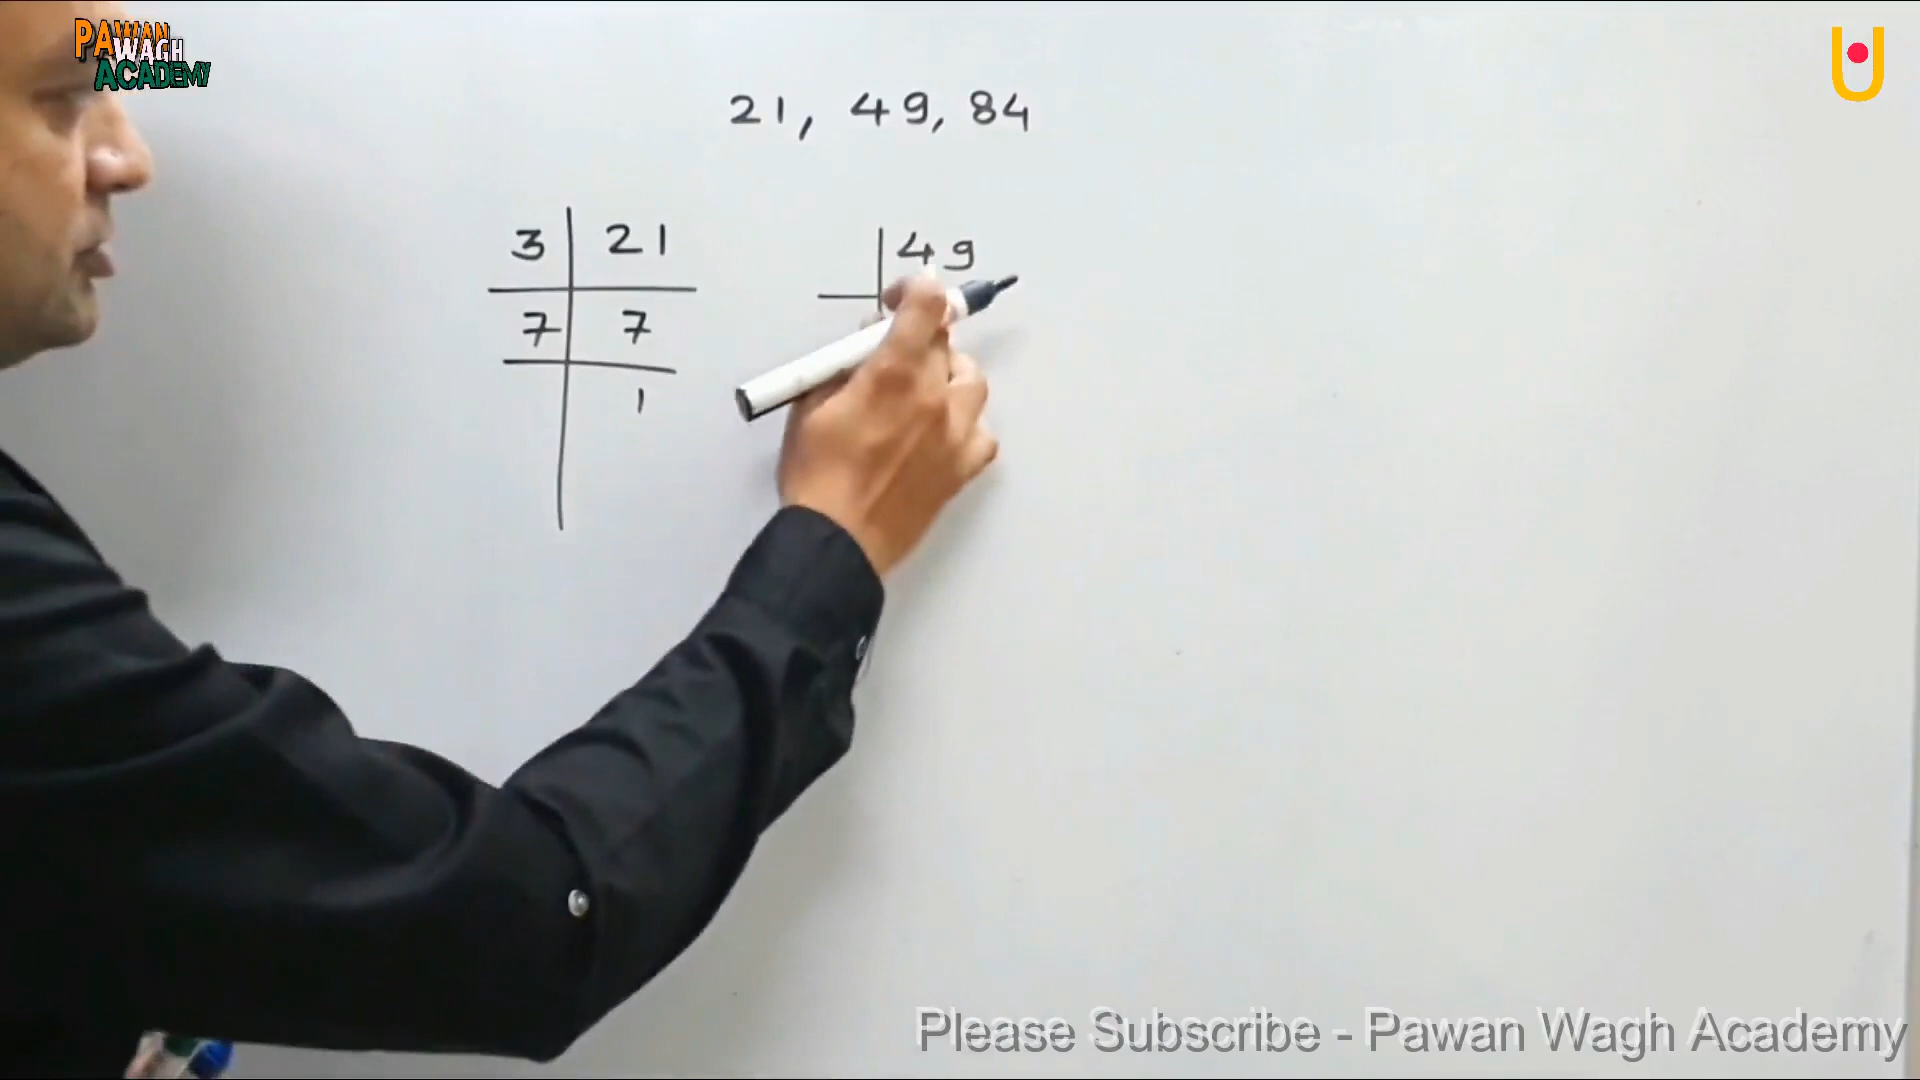 PAWAN
WAGH
ACADEMY
21, 49, 84
3 21
7 7
1
49
Please Subscribe - Pawan Wagh Academy